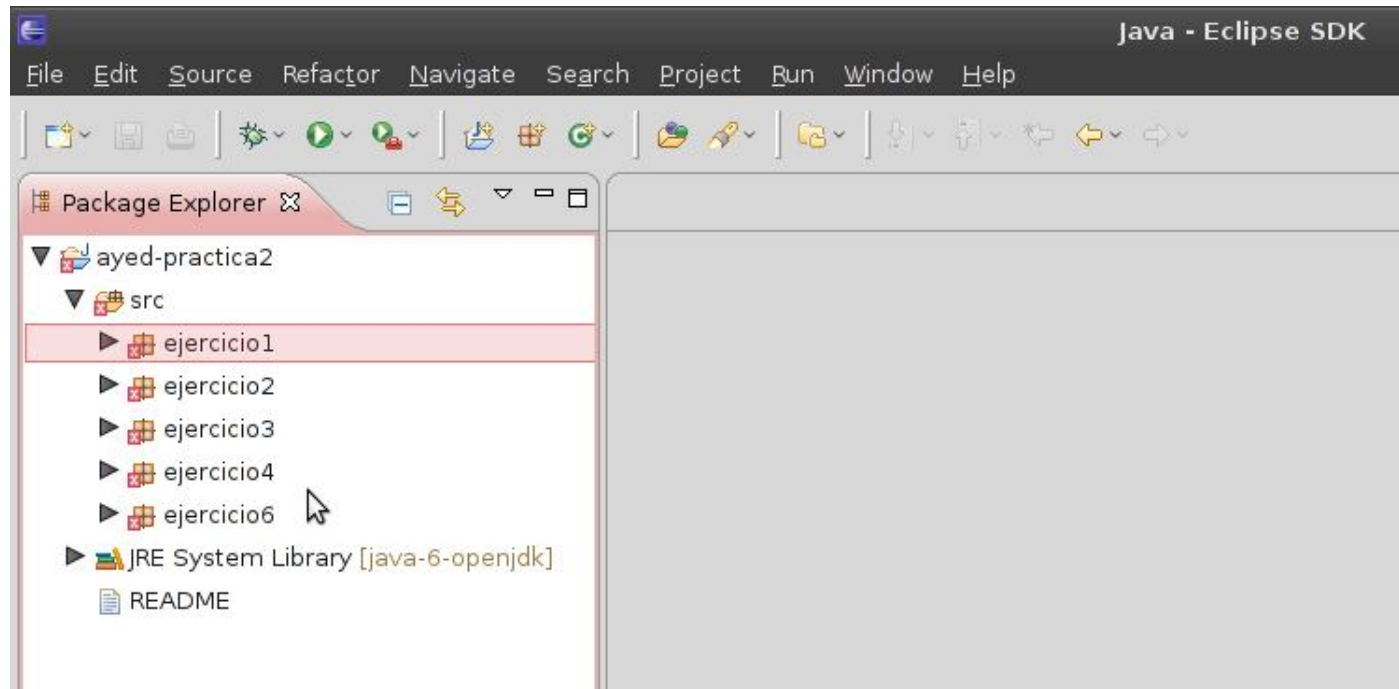 Java - Eclipse SDK
File Edit Source Refactor Navigate Search Project Run Window Help
Package Explorer
ayed-practica2
src
ejercicio1
ejercicio2
ejercicio3
ejercicio4
ejercicio6
JRE System Library [java-6-openjdk]
README